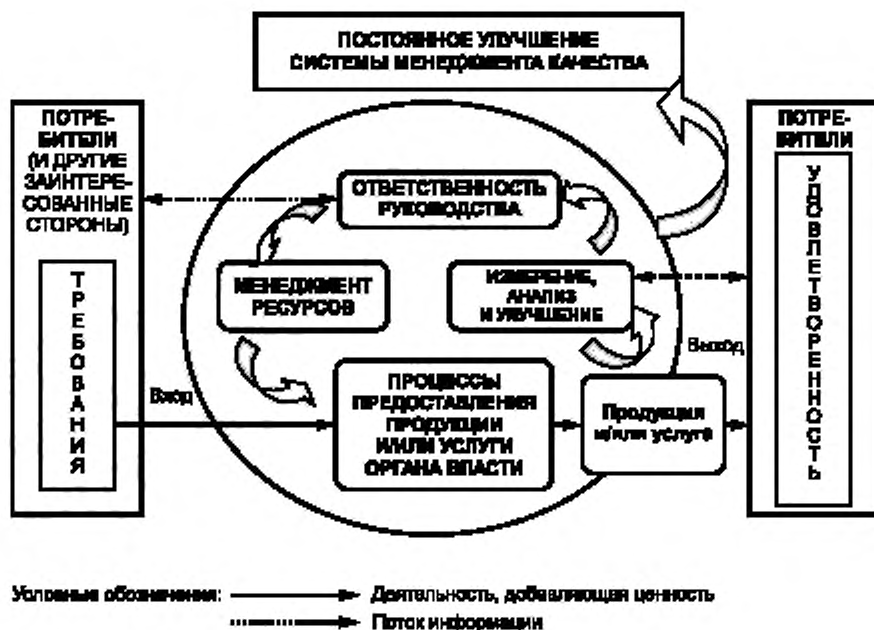 ПОСТОЯННОЕ УЛУЧШЕНИЕ
СИСТЕМЫ МЕНЕДЖМЕНТА КАЧЕСТВА
ПОТРЕ-
БИТЕЛИ
(И ДРУГИЕ
ЗАИНТЕРЕ-
СОВАННЫЕ
СТОРОНЫ)
ТРЕБОВАНИЯ
Вход
ОТВЕТСТВЕННОСТЬ
РУКОВОДСТВА
МЕНЕДЖМЕНТ
РЕСУРСОВ
ИЗМЕРЕНИЕ,
АНАЛИЗ
И УЛУЧШЕНИЕ
ПРОЦЕССЫ
ПРЕДОСТАВЛЕНИЯ
ПРОДУКЦИИ
И/ИЛИ УСЛУГИ
ОРГАНА ВЛАСТИ
Продукция
и/или услуга
Выход
ПОТРЕ-
БИТЕЛИ
УДОВЛЕТВОРЕННОСТЬ
Условные обозначения:
Деятельность, добавляющая ценность
Поток информации